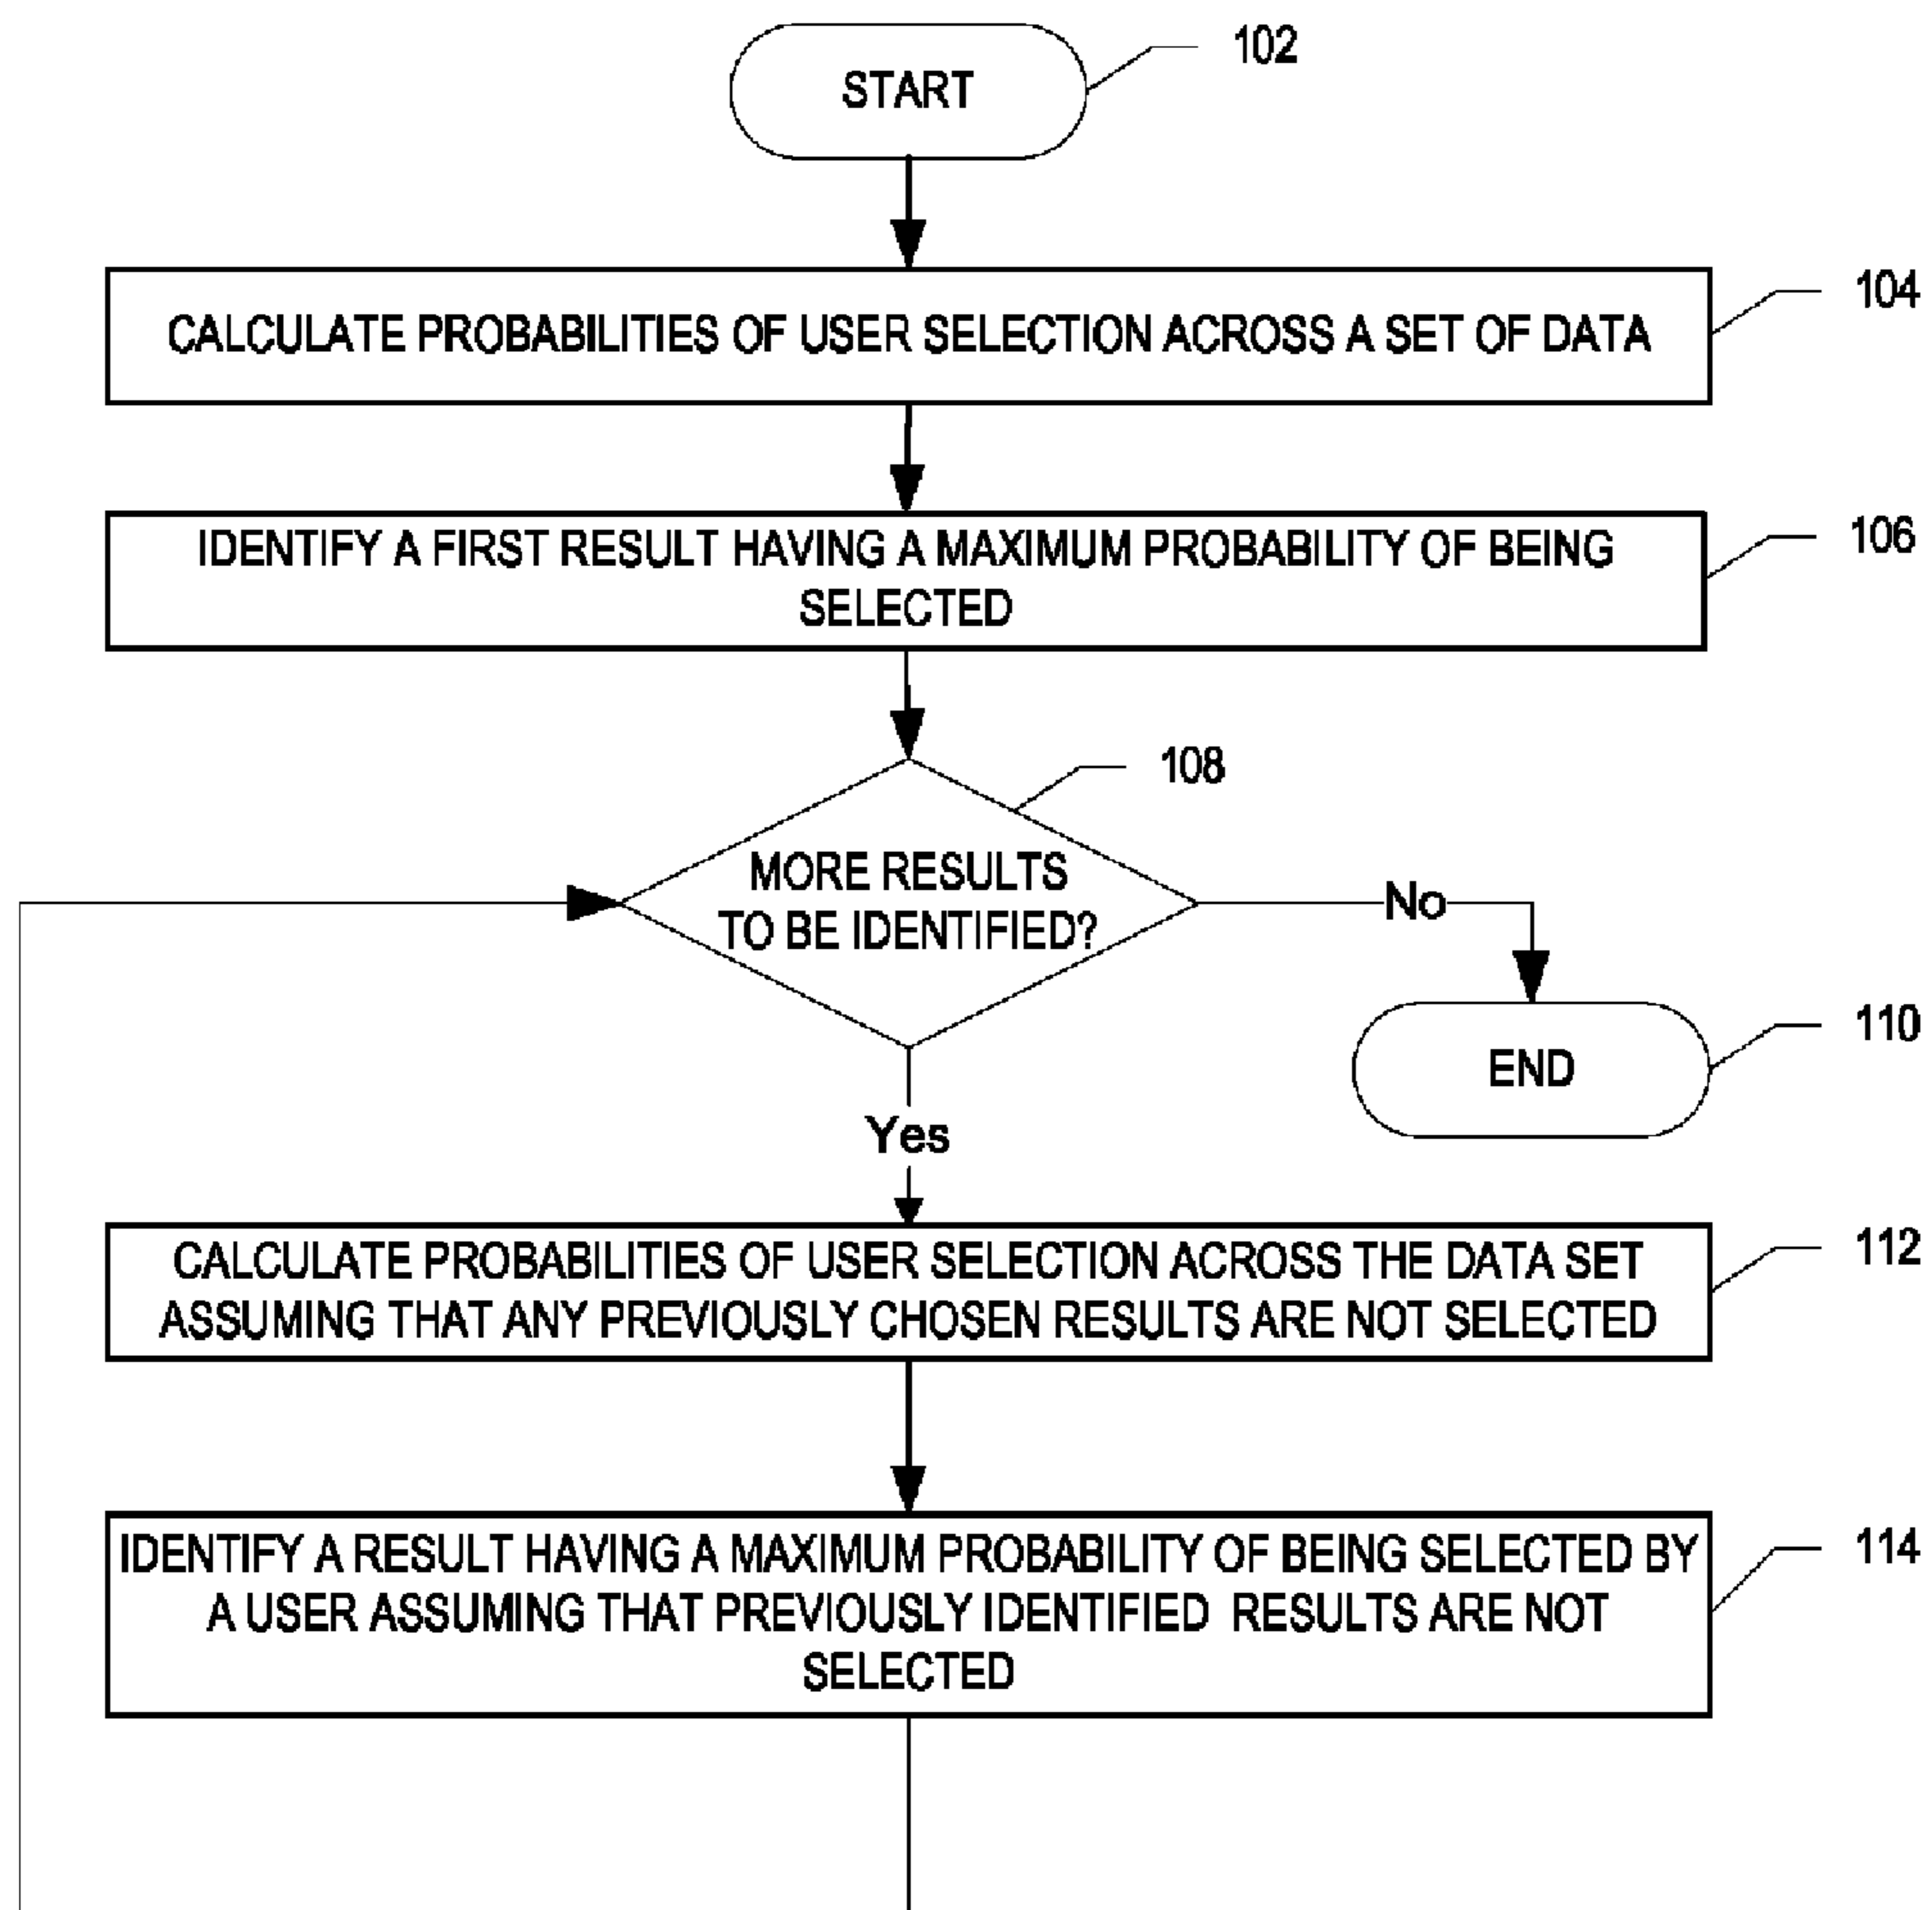 START
102
CALCULATE PROBABILITIES OF USER SELECTION ACROSS A SET OF DATA
104
IDENTIFY A FIRST RESULT HAVING A MAXIMUM PROBABILITY OF BEING
SELECTED
106
108
MORE RESULTS
TO BE IDENTIFIED?
No
110
END
Yes
CALCULATE PROBABILITIES OF USER SELECTION ACROSS THE DATA SET
ASSUMING THAT ANY PREVIOUSLY CHOSEN RESULTS ARE NOT SELECTED
112
IDENTIFY A RESULT HAVING A MAXIMUM PROBABILITY OF BEING SELECTED BY
A USER ASSUMING THAT PREVIOUSLY IDENTIFIED RESULTS ARE NOT
SELECTED
114